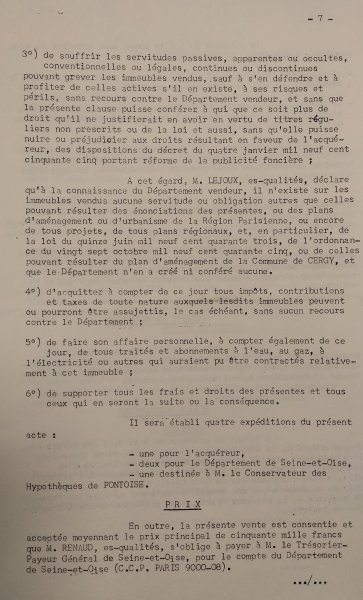 - 7 -
3°) de souffrir les servitudes passives, apparentes ou occultes,
conventionnelles ou légales, continues ou discontinues
pouvant grever les immeubles vendus, sauf à s'en défendre et à
profiter de celles actives s'il en existe, à ses risques et
périls, sans recours contre le Département vendeur, et sans que
la présente clause puisse conférer à qui que ce soit plus de
droit qu'il ne justifierait en avoir en vertu de titres régu-
liers non prescrits ou de la loi et aussi, sans qu'elle puisse
nuire ou préjudicier aux droits résultant en faveur de l'acqué-
reur, des dispositions du décret du quatre janvier mil neuf cent
cinquante cinq portant réforme de la publicité foncière ;
A cet égard, M. LEJOUX, es-qualités, déclare
qu'à la connaissance du Département vendeur, il n'existe sur les
immeubles vendus aucune servitude ou obligation autres que celles
pouvant résulter des énonciations des présentes, ou des plans
d'aménagement ou d'urbanisme de la Région Parisienne, ou encore
de tous projets, de tous plans régionaux, et, en particulier, de
la loi du quinze juin mil neuf cent quarante trois, de l'ordonnan-
ce du vingt sept octobre mil neuf cent quarante cinq, ou de celles
pouvant résulter du plan d'aménagement de la Commune de CERGY, et
que le Département n'en a créé ni conféré aucune.
4°) d'acquitter à compter de ce jour tous impôts, contributions
et taxes de toute nature auxquels lesdits immeubles peuvent
ou pourront être assujettis, le cas échéant, sans aucun recours
contre le Département ;
5°) de faire son affaire personnelle, à compter également de ce
jour, de tous traités et abonnements à l'eau, au gaz, à
l'électricité ou autres qui auraient pu être contractés relative-
ment à cet immeuble ;
6°) de supporter tous les frais et droits des présentes et tous
ceux qui en seront la suite ou la conséquence.
Il sera établi quatre expéditions du présent
acte :
- une pour l'acquéreur,
- deux pour le Département de Seine-et-Oise,
- une destinée à M. le Conservateur des
Hypothèques de PONTOISE.
PRIX
En outre, la présente vente est consentie et
acceptée moyennant le prix principal de cinquante mille francs
que M. RENAUD, es-qualités, s'oblige à payer à M. le Trésorier-
Payeur Général de Seine-et-Oise, pour le compte du Département
de Seine-et-Oise (C.C.P. PARIS 9000-08).
.../...